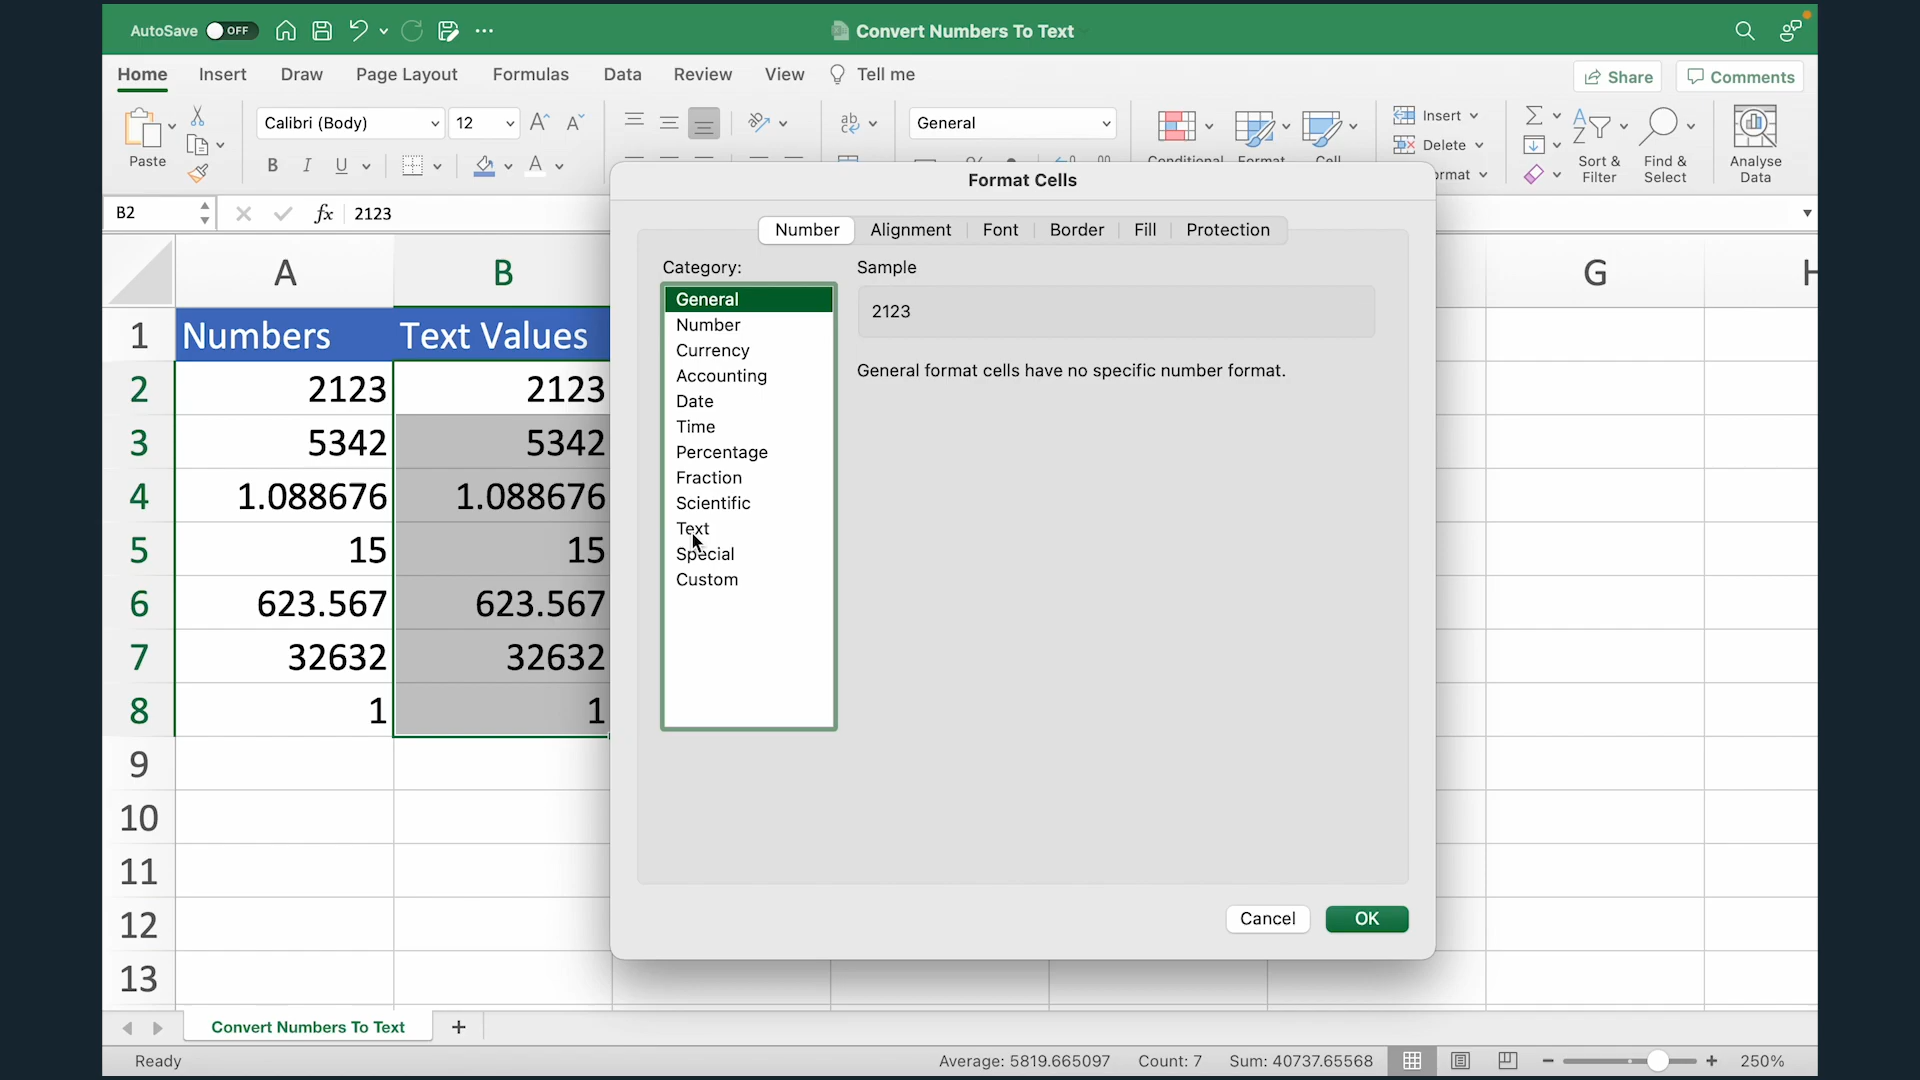 AutoSave OFF
Convert Numbers To Text
Home Insert Draw Page Layout Formulas Data Review View Tell me
Share Comments
Paste
Calibri (Body) 12
B I U A
ab
General
Conditional Format Cell
Insert
Delete
ormat
Sort &
Filter
Find &
Select
Analyse
Data
B2 fx 2123
Format Cells
Number Alignment Font Border Fill Protection
Category:
General
Number
Currency
Accounting
Date
Time
Percentage
Fraction
Scientific
Text
Special
Custom
Sample
2123
General format cells have no specific number format.
Cancel OK
A B G H
1 Numbers Text Values
2 2123 2123
3 5342 5342
4 1.088676 1.088676
5 15 15
6 623.567 623.567
7 32632 32632
8 1 1
9
10
11
12
13
Convert Numbers To Text
Ready Average: 5819.665097 Count: 7 Sum: 40737.65568 250%